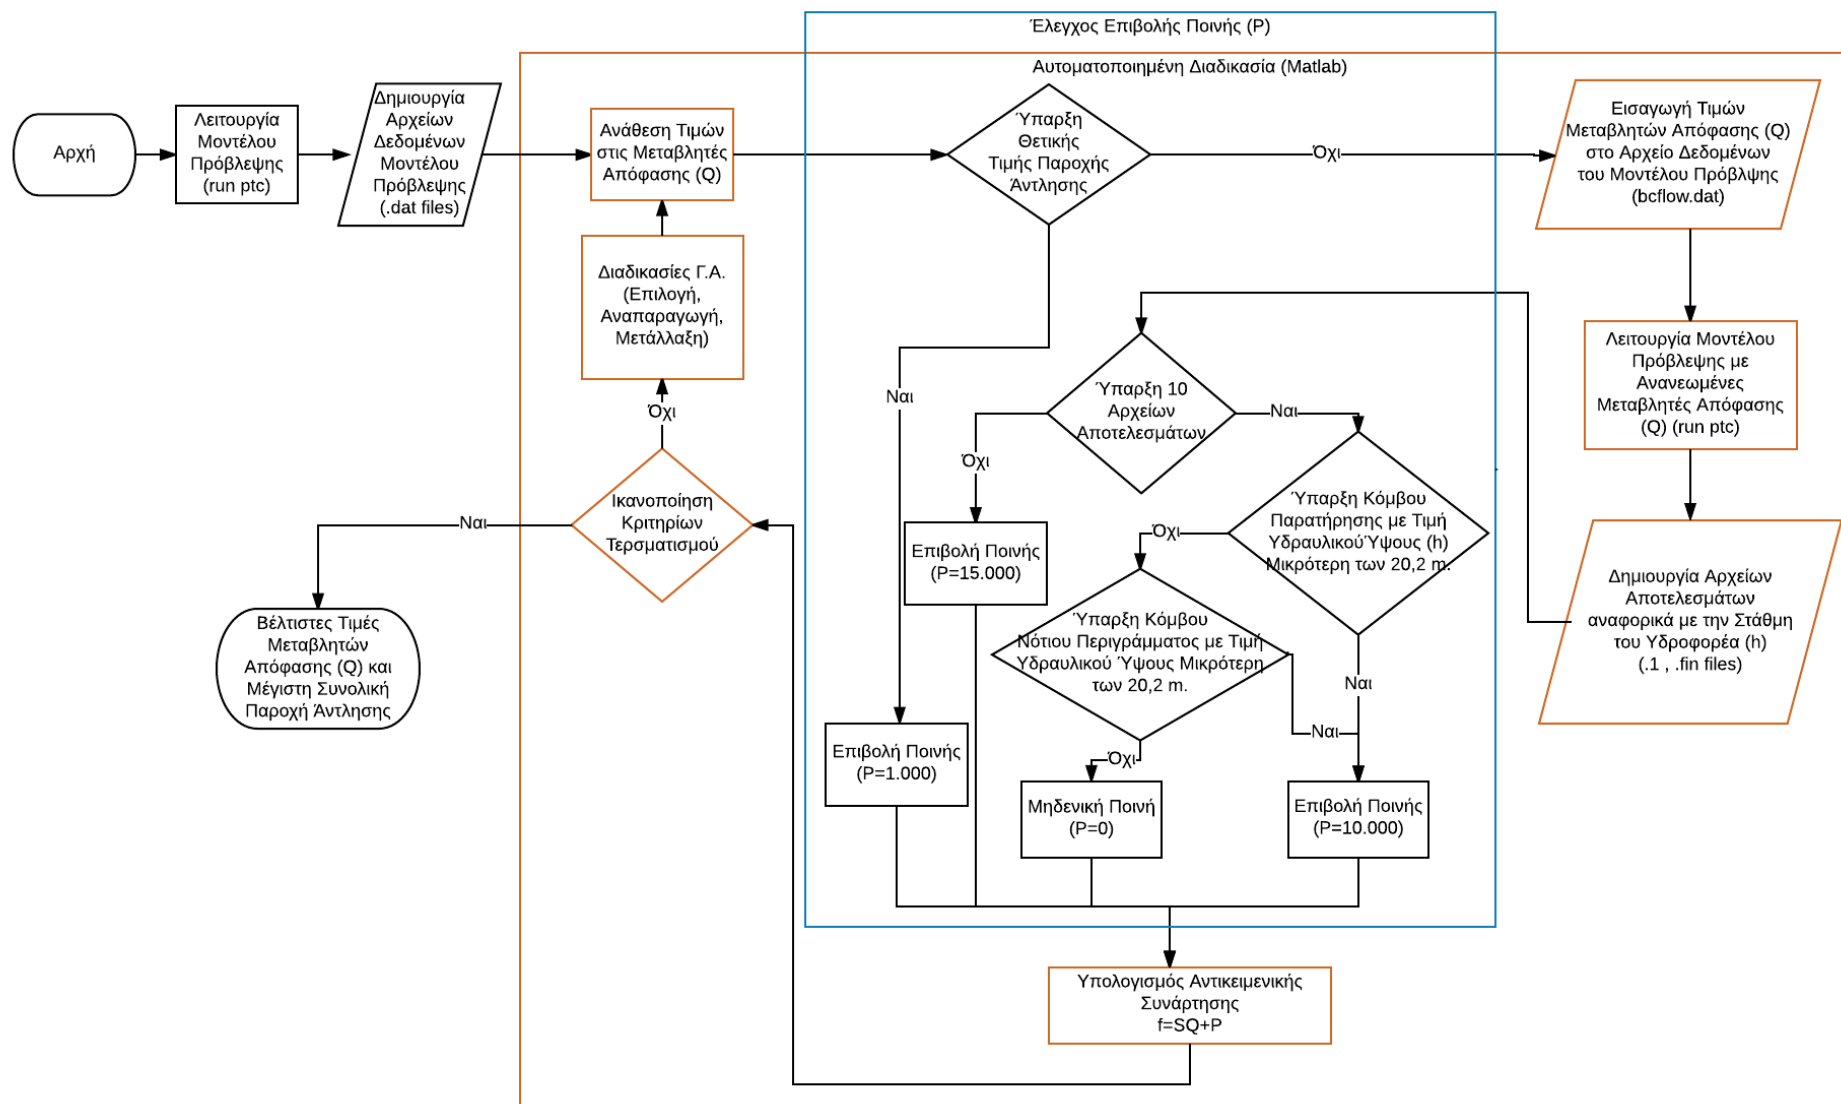 Έλεγχος Επιβολής Ποινής (P)
Αυτοματοποιημένη Διαδικασία (Matlab)
Αρχή
Λειτουργία
Μοντέλου
Πρόβλεψης
(run ptc)
Δημιουργία
Αρχείων
Δεδομένων
Μοντέλου
Πρόβλεψης
(.dat files)
Ανάθεση Τιμών
στις Μεταβλητές
Απόφασης (Q)
Ύπαρξη
Θετικής
Τιμής Παροχής
Άντλησης
Όχι
Εισαγωγή Τιμών
Μεταβλητών Απόφασης (Q)
στο Αρχείο Δεδομένων
του Μοντέλου Πρόβλψης
(bcflow.dat)
Διαδικασίες Γ.Α.
(Επιλογή,
Αναπαραγωγή,
Μετάλλαξη)
Όχι
Ναι
Ύπαρξη 10
Αρχείων
Αποτελεσμάτων
Ναι
Όχι
Λειτουργία Μοντέλου
Πρόβλεψης με
Ανανεωμένες
Μεταβλητές Απόφασης
(Q) (run ptc)
Ικανοποίηση
Κριτηρίων
Τερσματισμού
Ναι
Επιβολή Ποινής
(P=15.000)
Όχι
Ύπαρξη Κόμβου
Παρατήρησης με Τιμή
ΥδραυλικούΎψους (h)
Μικρότερη των 20,2 m.
Δημιουργία Αρχείων
Αποτελεσμάτων
αναφορικά με την Στάθμη
του Υδροφορέα (h)
(.1 , .fin files)
Βέλτιστες Τιμές
Μεταβλητών
Απόφασης (Q) και
Μέγιστη Συνολική
Παροχή Άντλησης
Ύπαρξη Κόμβου
Νότιου Περιγράμματος με Τιμή
Υδραυλικού Ύψους Μικρότερη
των 20,2 m.
Ναι
Ναι
Όχι
Επιβολή Ποινής
(P=1.000)
Μηδενική Ποινή
(P=0)
Επιβολή Ποινής
(P=10.000)
Υπολογισμός Αντικειμενικής
Συνάρτησης
f=SQ+P